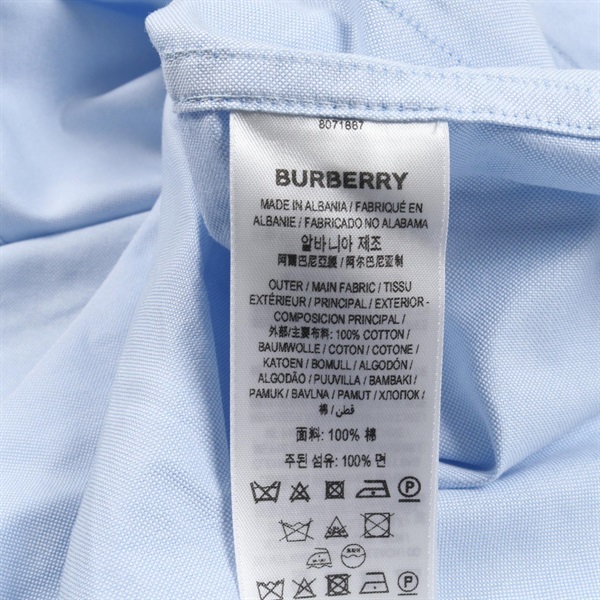 8071867
BURBERRY
MADE IN ALBANIA / FABRIQUÉ EN
ALBANIE / FABRICADO NO ALABAMA
알바니아 제조
阿爾巴尼亞製 / 阿尔巴尼亚制
OUTER / MAIN FABRIC / TISSU
EXTÉRIEUR / PRINCIPAL / EXTERIOR -
COMPOSICION PRINCIPAL /
外部/主要布料: 100% COTTON /
BAUMWOLLE / COTON / COTONE /
KATOEN / BOMULL / ALGODÓN /
ALGODÃO / PUUVILLA / BAMBAKI /
PAMUK / BAVLNA / PAMUT / ХЛОПОК /
棉 / قطن /
面料: 100% 棉
주된 섬유: 100% 면
P
P